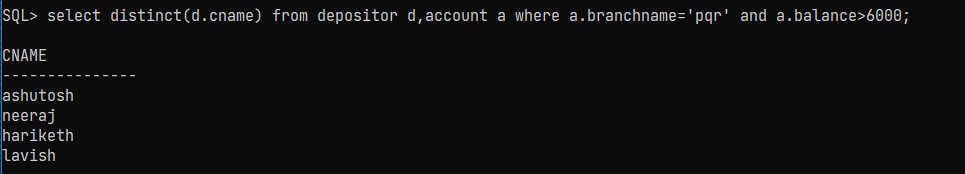 SQL> select distinct(d.cname) from depositor d,account a where a.branchname='pqr' and a.balance>6000;
CNAME
---------------
ashutosh
neeraj
hariketh
lavish